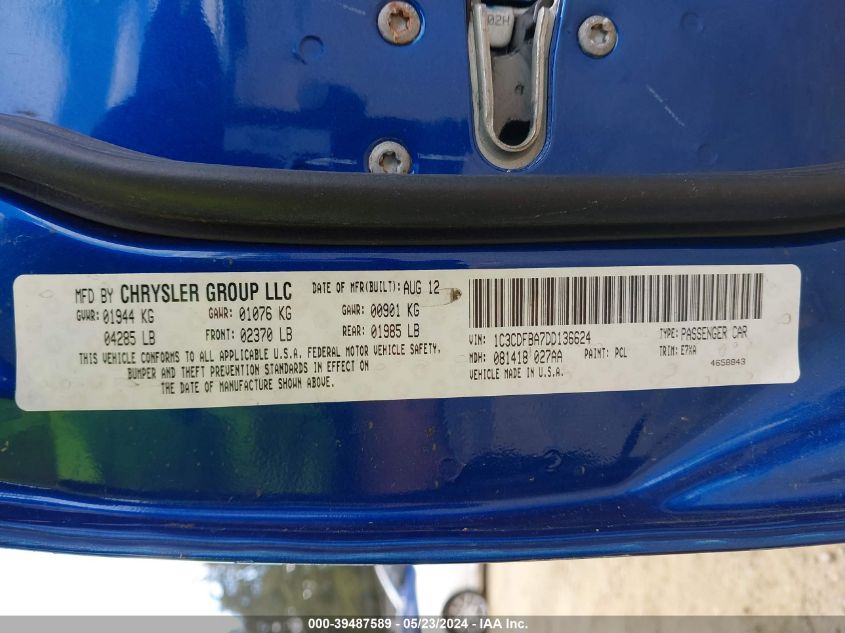 02H
MFD BY CHRYSLER GROUP LLC DATE OF MFR(BUILT): AUG 12
GVWR: 01944 KG GAWR: 01076 KG GAWR: 00901 KG
04285 LB FRONT: 02370 LB REAR: 01985 LB
THIS VEHICLE CONFORMS TO ALL APPLICABLE U.S.A. FEDERAL MOTOR VEHICLE SAFETY,
BUMPER AND THEFT PREVENTION STANDARDS IN EFFECT ON
THE DATE OF MANUFACTURE SHOWN ABOVE.
VIN: 1C3CDFBA7DD136624 TYPE: PASSENGER CAR
MDH: 081418 027AA PAINT: PCL TRIM: E7XA
VEHICLE MADE IN U.S.A. 4658843
000-39487589 - 05/23/2024 - IAA, Inc.